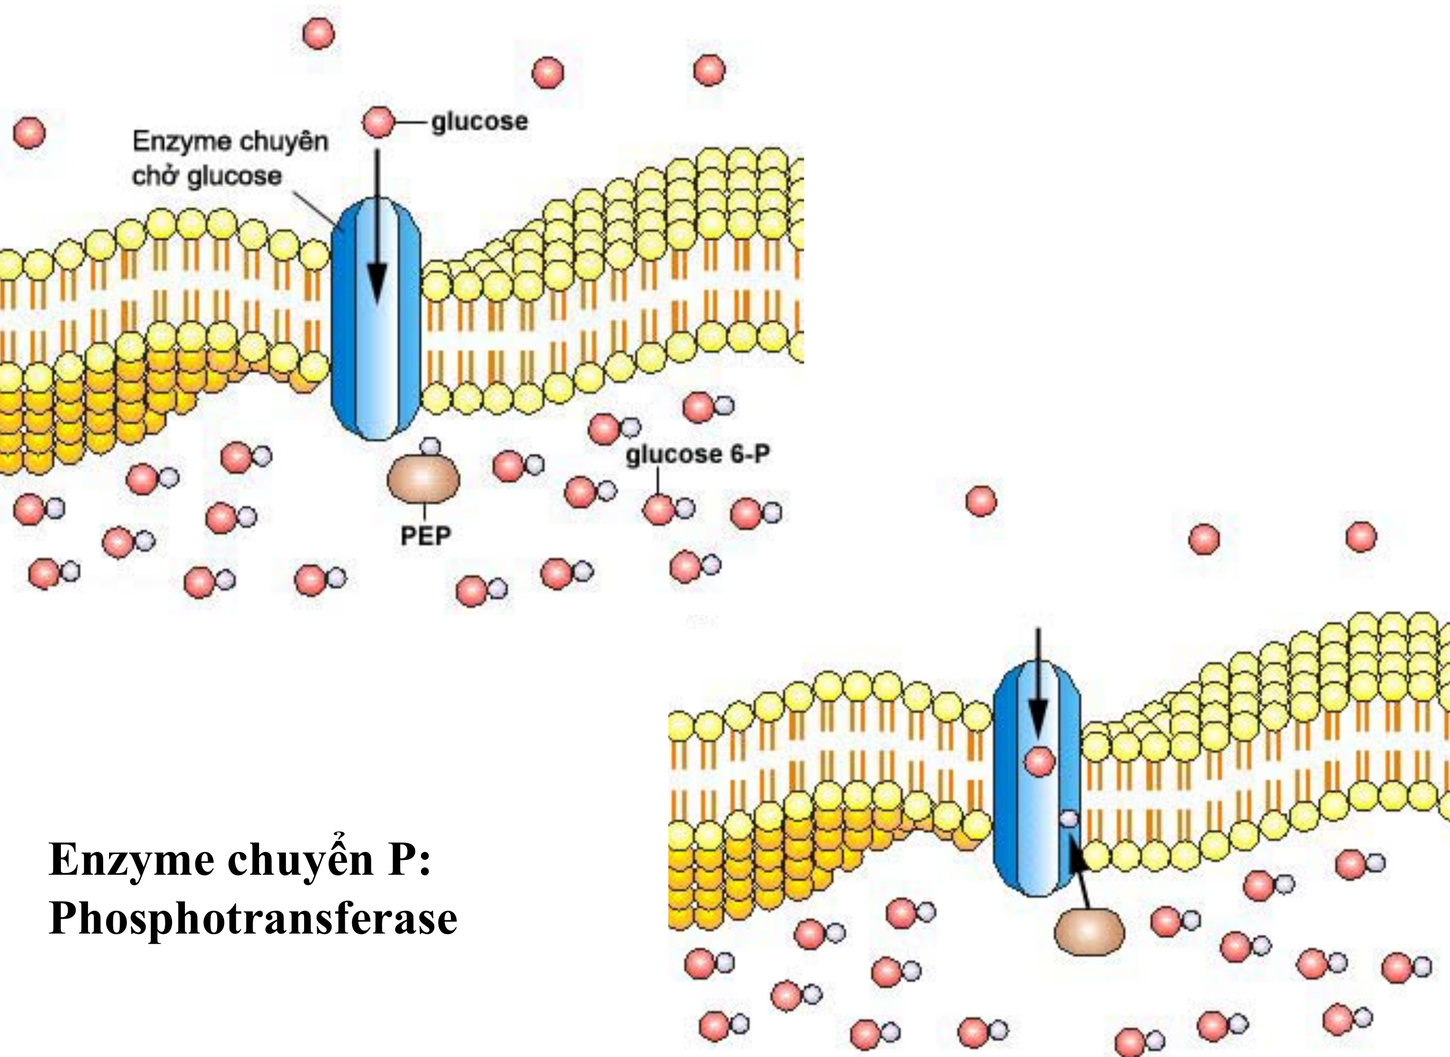 glucose
Enzyme chuyên
chở glucose
glucose 6-P
PEP
Enzyme chuyển P:
Phosphotransferase